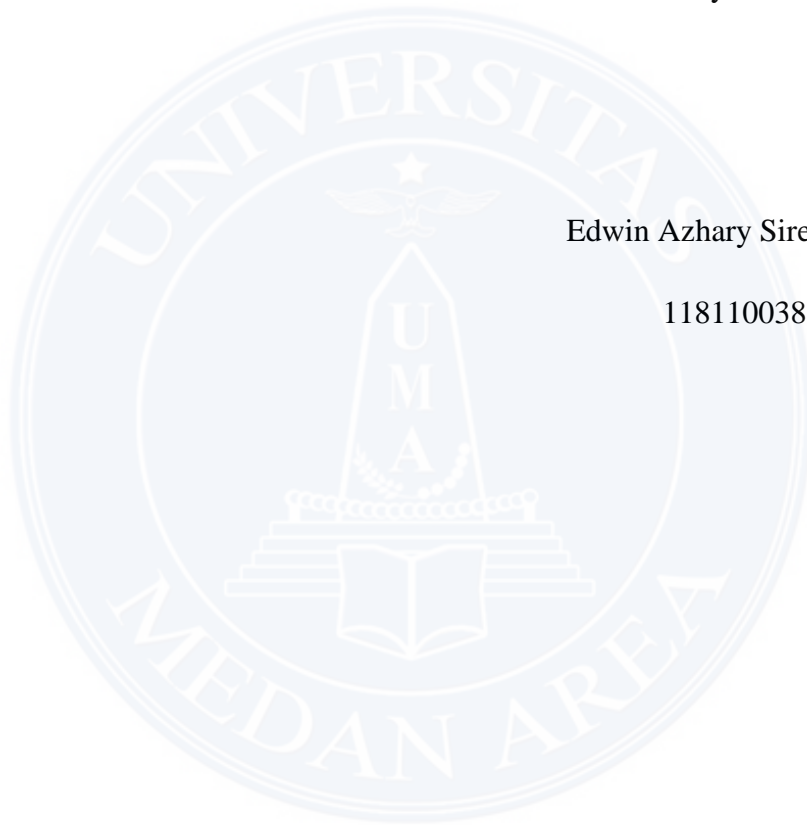 UNIVERSITAS
Edwin Azhary Sire
118110038
U
M
A
MEDAN AREA